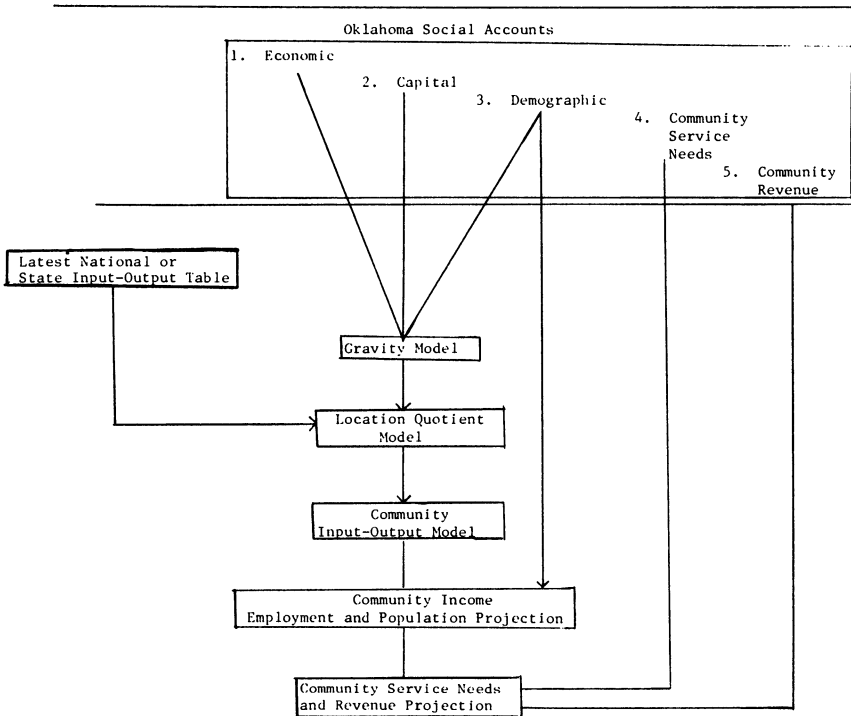 Oklahoma Social Accounts
1. Economic
2. Capital
3. Demographic
4. Community
Service
Needs
5. Community
Revenue
Latest National or
State Input-Output Table
Gravity Model
Location Quotient
Model
Community
Input-Output Model
Community Income
Employment and Population Projection
Community Service Needs
and Revenue Projection